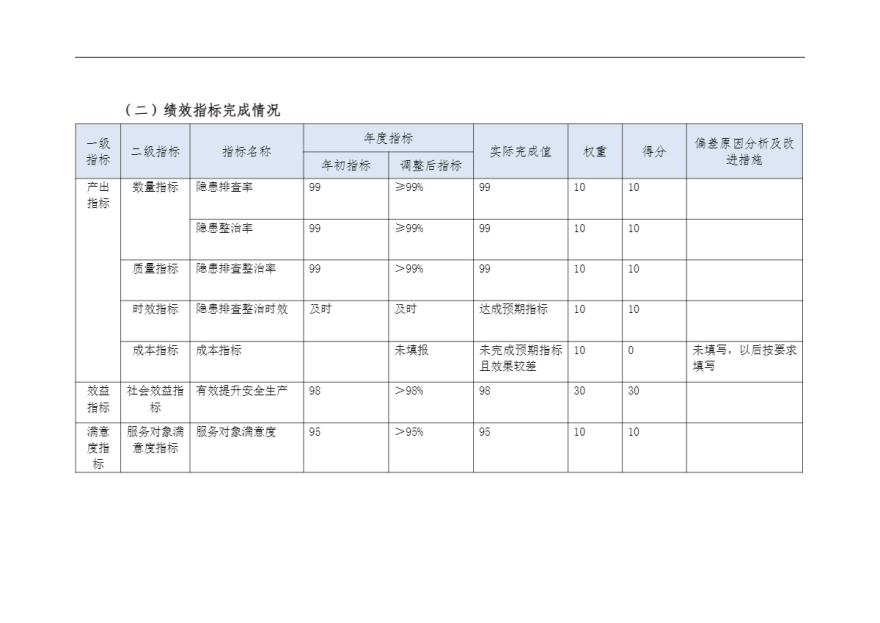 （二）绩效指标完成情况
一级指标 二级指标 指标名称 年度指标 实际完成值 权重 得分 偏差原因分析及改进措施
年初指标 调整后指标
产出指标 数量指标 隐患排查率 99 ≥99% 99 10 10
隐患整治率 99 ≥99% 99 10 10
质量指标 隐患排查整治率 99 >99% 99 10 10
时效指标 隐患排查整治时效 及时 及时 达成预期指标 10 10
成本指标 成本指标 未填报 未完成预期指标且效果较差 10 0 未填写，以后按要求填写
效益指标 社会效益指标 有效提升安全生产 98 >98% 98 30 30
满意度指标 服务对象满意度指标 服务对象满意度 95 >95% 95 10 10